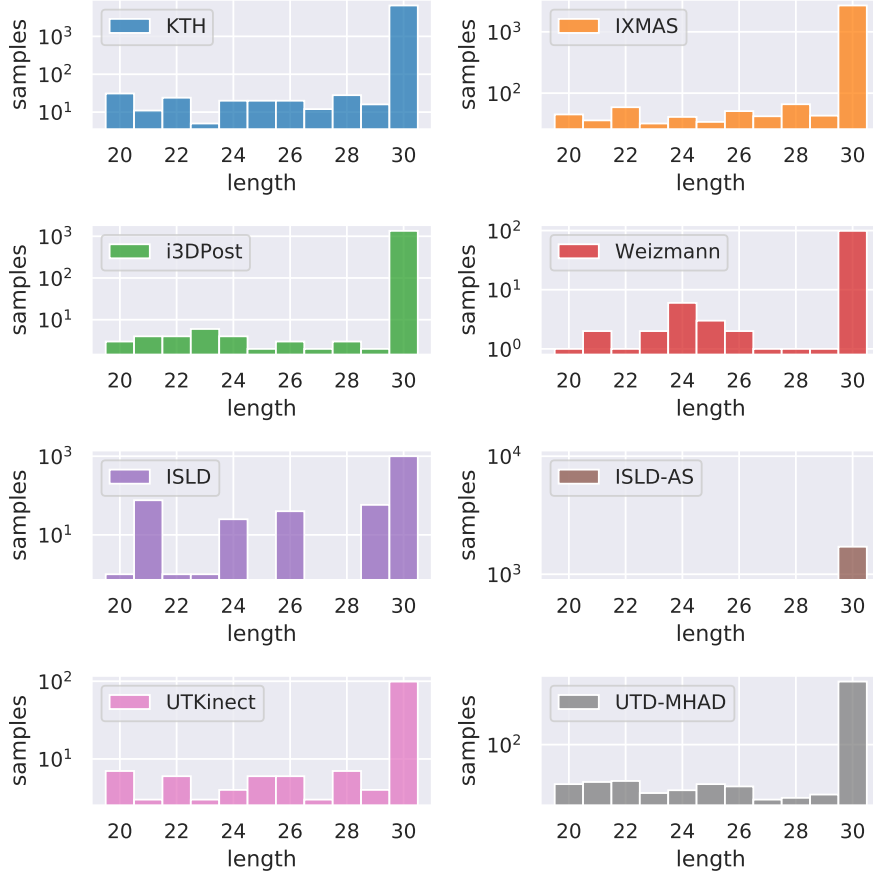 KTH
samples
10³
10²
10¹
20 22 24 26 28 30
length
IXMAS
samples
10³
10²
20 22 24 26 28 30
length
i3DPost
samples
10³
10²
10¹
20 22 24 26 28 30
length
Weizmann
samples
10²
10¹
10⁰
20 22 24 26 28 30
length
ISLD
samples
10³
10¹
20 22 24 26 28 30
length
ISLD-AS
samples
10⁴
10³
20 22 24 26 28 30
length
UTKinect
samples
10²
10¹
20 22 24 26 28 30
length
UTD-MHAD
samples
10²
20 22 24 26 28 30
length